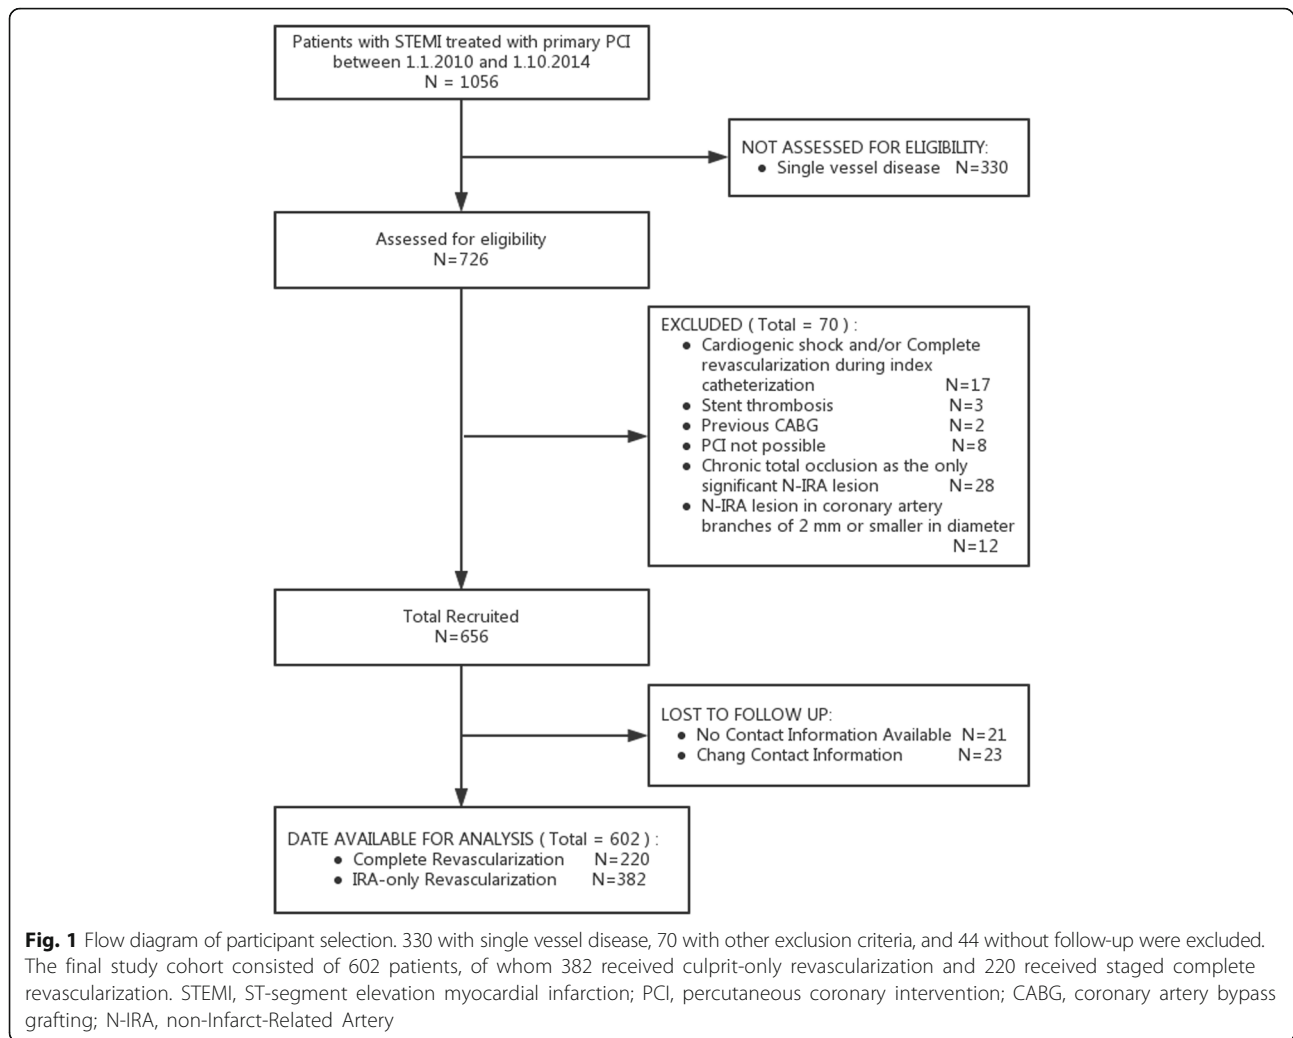 Patients with STEMI treated with primary PCI
between 1.1.2010 and 1.10.2014
N = 1056
NOT ASSESSED FOR ELIGIBILITY:
● Single vessel disease N=330
Assessed for eligibility
N=726
EXCLUDED ( Total = 70 ) :
● Cardiogenic shock and/or Complete
revascularization during index
catheterization N=17
● Stent thrombosis N=3
● Previous CABG N=2
● PCI not possible N=8
● Chronic total occlusion as the only
significant N-IRA lesion N=28
● N-IRA lesion in coronary artery
branches of 2 mm or smaller in diameter
N=12
Total Recruited
N=656
LOST TO FOLLOW UP:
● No Contact Information Available N=21
● Chang Contact Information N=23
DATE AVAILABLE FOR ANALYSIS ( Total = 602 ) :
● Complete Revascularization N=220
● IRA-only Revascularization N=382
Fig. 1 Flow diagram of participant selection. 330 with single vessel disease, 70 with other exclusion criteria, and 44 without follow-up were excluded.
The final study cohort consisted of 602 patients, of whom 382 received culprit-only revascularization and 220 received staged complete
revascularization. STEMI, ST-segment elevation myocardial infarction; PCI, percutaneous coronary intervention; CABG, coronary artery bypass
grafting; N-IRA, non-Infarct-Related Artery